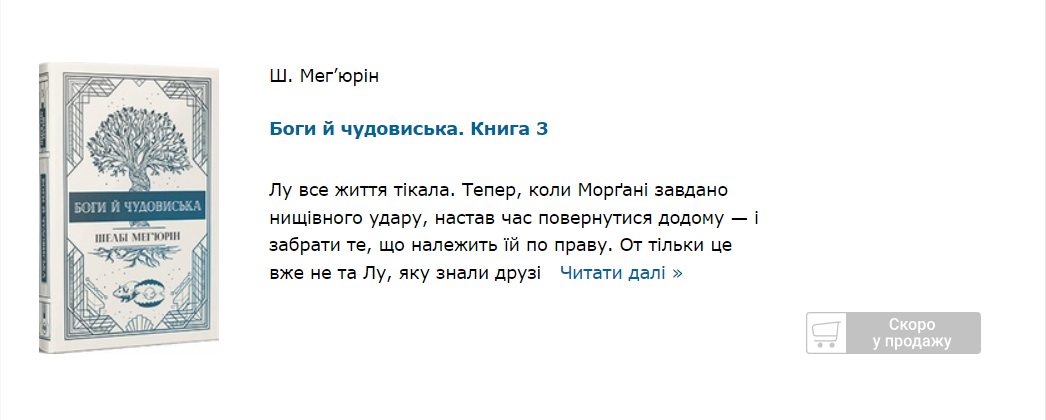 Ш. Мег’юрін
Боги й чудовиська. Книга 3
БОГИ Й ЧУДОВИСЬКА
ШЕЛБІ МЕГ'ЮРІН
Лу все життя тікала. Тепер, коли Морґані завдано
нищівного удару, настав час повернутися додому — і
забрати те, що належить їй по праву. От тільки це
вже не та Лу, яку знали друзі Читати далі »
Скоро
у продажу